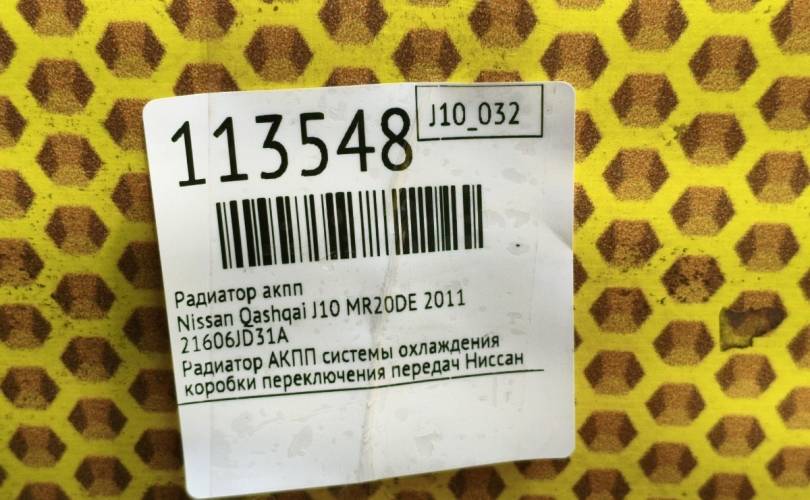 113548
J10_032
Радиатор акпп
Nissan Qashqai J10 MR20DE 2011
21606JD31A
Радиатор АКПП системы охлаждения
коробки переключения передач Ниссан